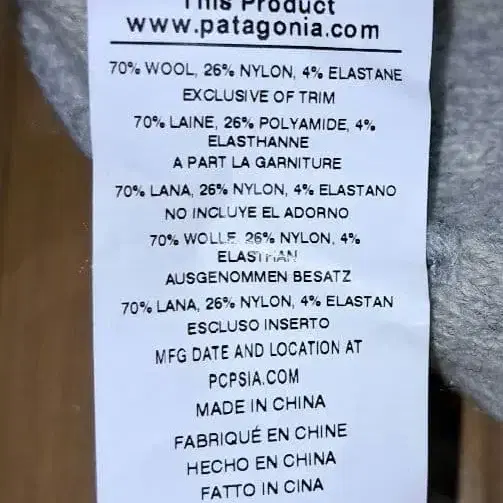 This Product
www.patagonia.com
70% WOOL, 26% NYLON, 4% ELASTANE
EXCLUSIVE OF TRIM
70% LAINE, 26% POLYAMIDE, 4%
ELASTHANNE
A PART LA GARNITURE
70% LANA, 26% NYLON, 4% ELASTANO
NO INCLUYE EL ADORNO
70% WOLLE, 26% NYLON, 4%
ELASTHAN
AUSGENOMMEN BESATZ
70% LANA, 26% NYLON, 4% ELASTAN
ESCLUSO INSERTO
MFG DATE AND LOCATION AT
PCPSIA.COM
MADE IN CHINA
FABRIQUÉ EN CHINE
HECHO EN CHINA
FATTO IN CINA